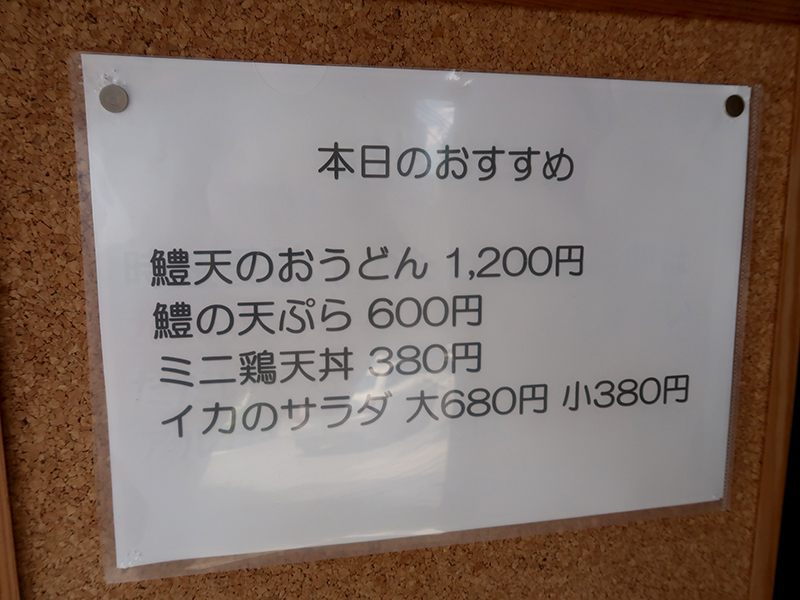 本日のおすすめ
鱧天のおうどん 1,200円
鱧の天ぷら 600円
ミニ鶏天丼 380円
イカのサラダ 大680円 小380円